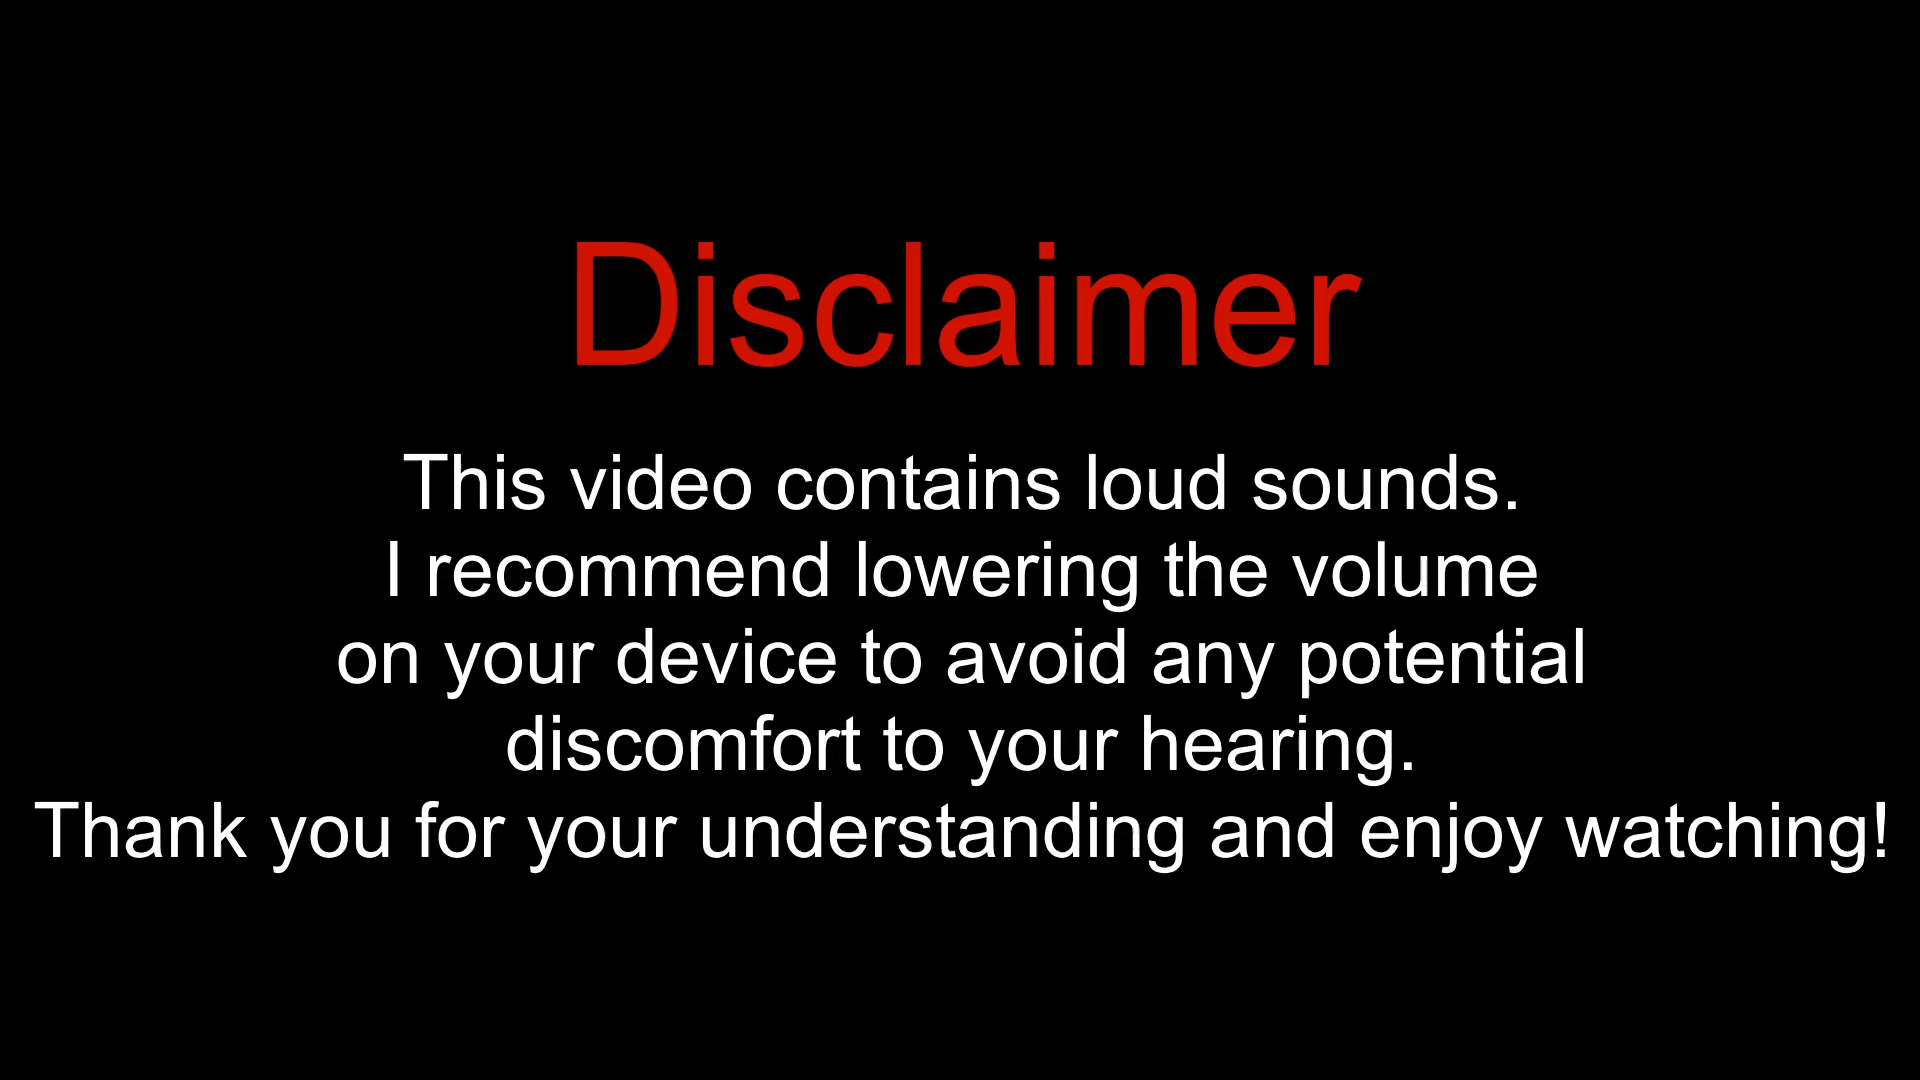 Disclaimer
This video contains loud sounds.
I recommend lowering the volume
on your device to avoid any potential
discomfort to your hearing.
Thank you for your understanding and enjoy watching!